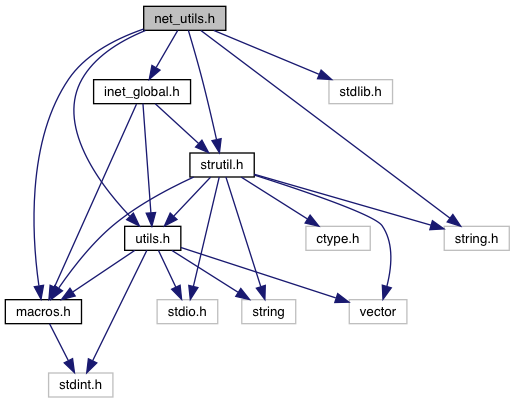 net_utils.h
inet_global.h
stdlib.h
strutil.h
utils.h
ctype.h
string.h
macros.h
stdio.h
string
vector
stdint.h